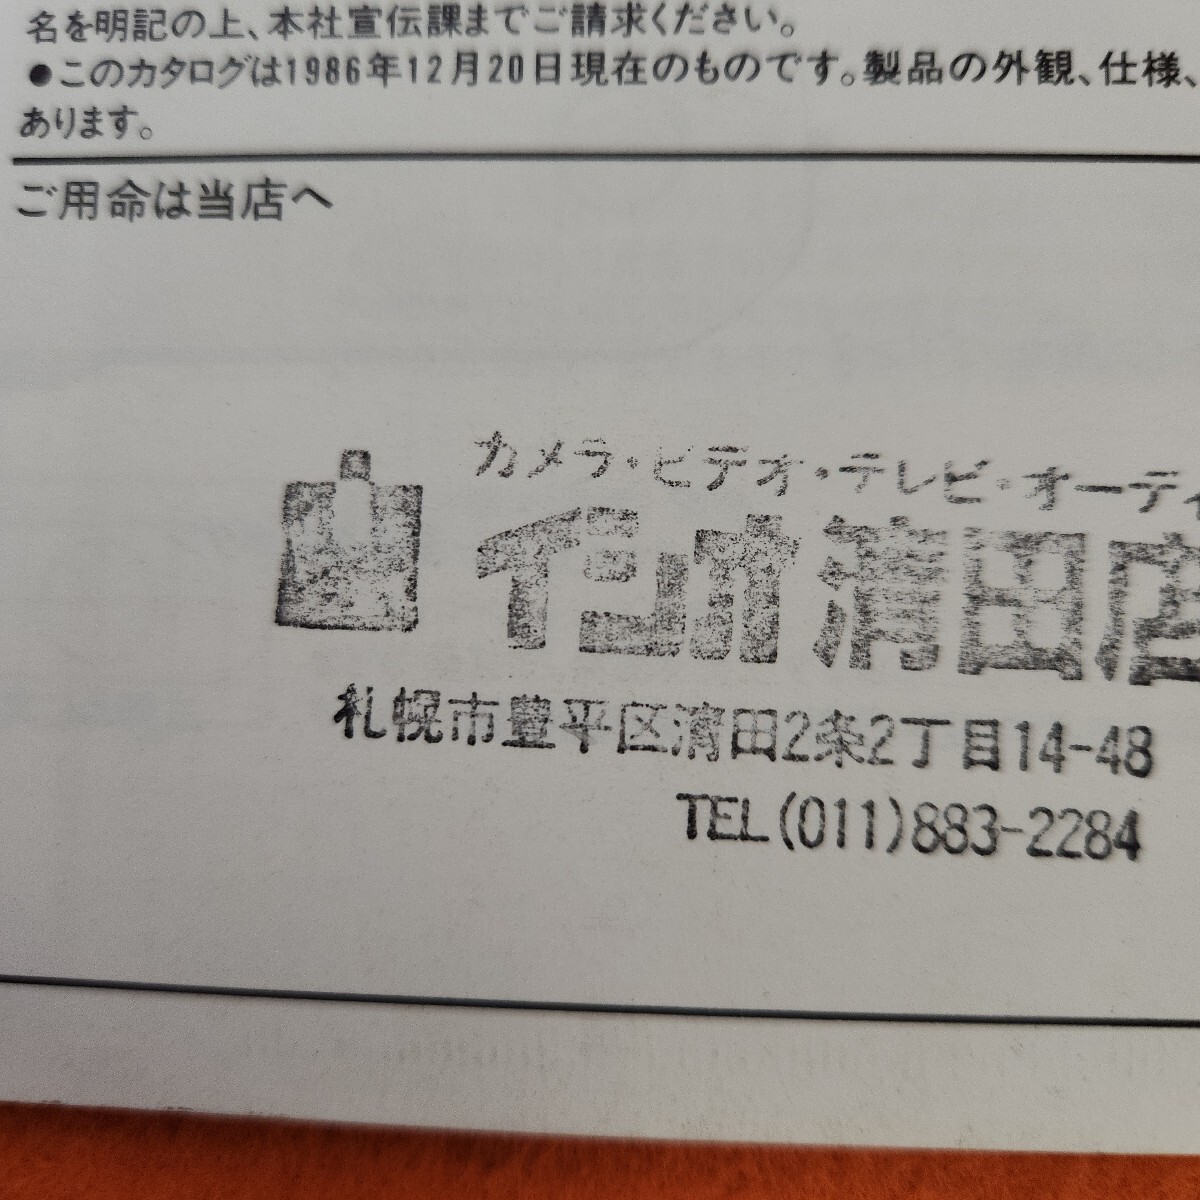 名を明記の上、本社宣伝課までご請求ください。
●このカタログは1986年12月20日現在のものです。製品の外観、仕様、
あります。
ご用命は当店へ
カメラ・ビデオ・テレビ・オーディ
イシオ清田店
札幌市豊平区清田2条2丁目14-48
TEL(011)883-2284